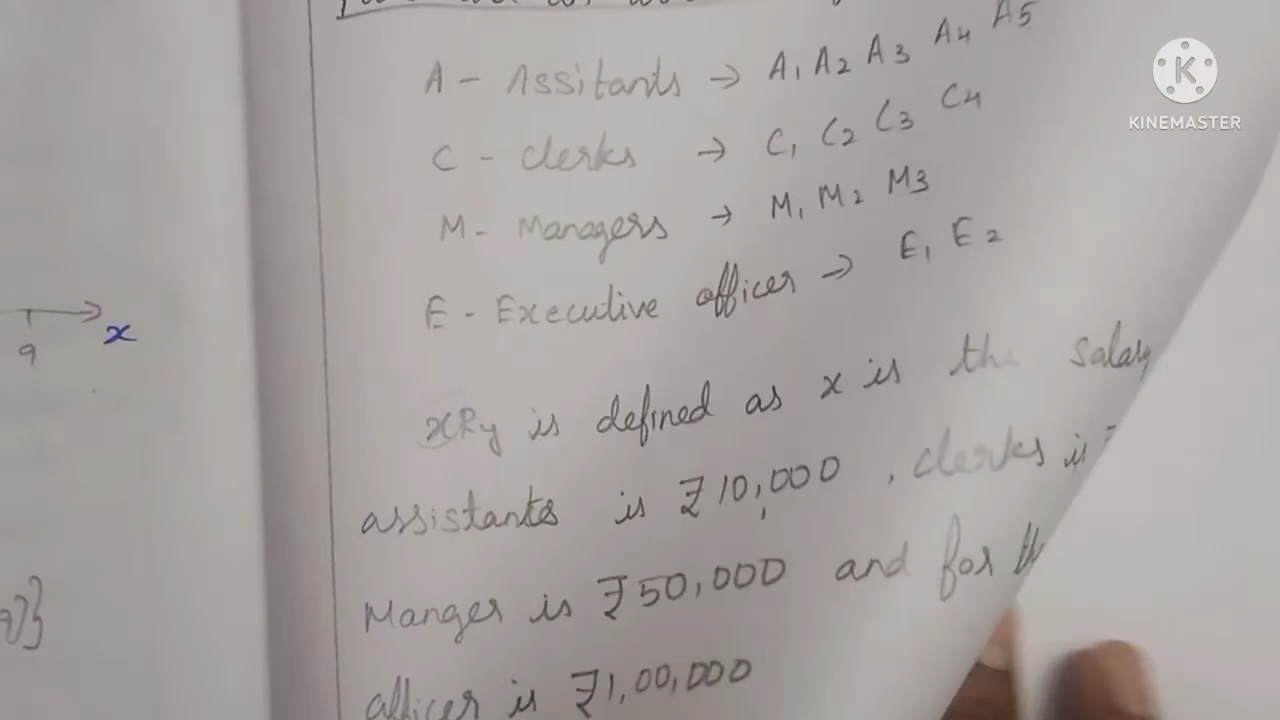 A - Assitants → A1 A2 A3 A4 A5
C - clerks → C1 C2 C3 C4
M - Managers → M1 M2 M3
E - Executive officer → E1 E2
xRy is defined as x is the salary
assistants is ₹10,000, clerks is
Manger is ₹50,000 and for
officer is ₹1,00,000
9
x
KINEMASTER